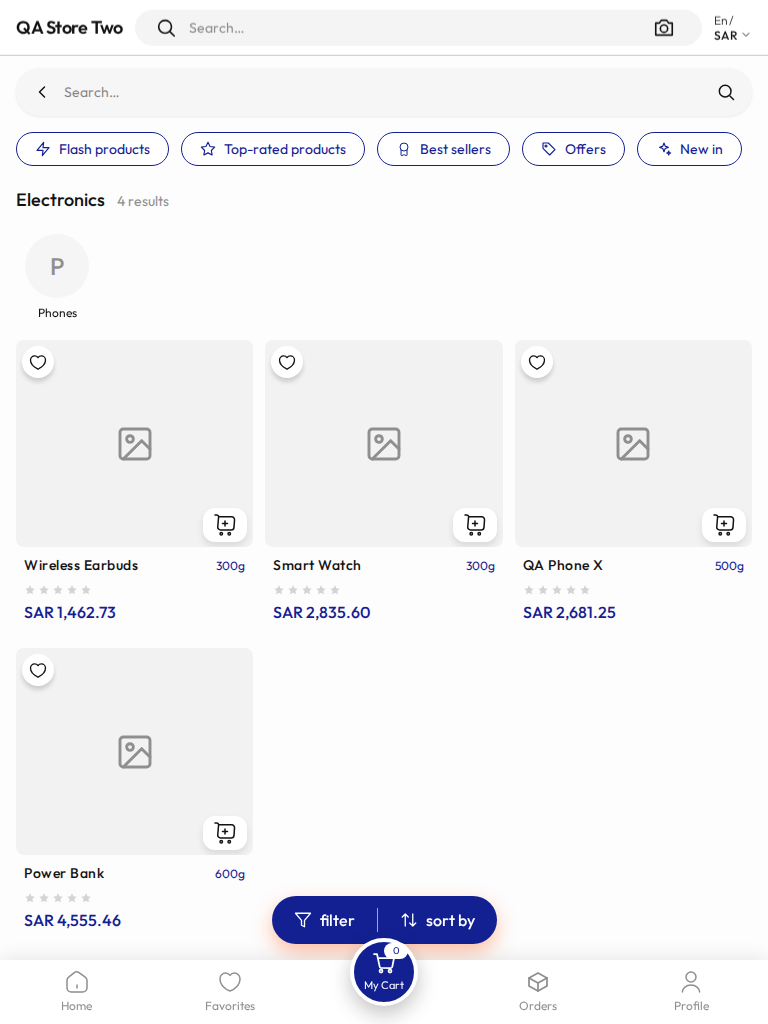 QA Store Two
Search...
En/
SAR
Search...
Flash products
Top-rated products
Best sellers
Offers
New in
Electronics
4 results
P
Phones
Wireless Earbuds
300g
SAR 1,462.73
Smart Watch
300g
SAR 2,835.60
QA Phone X
500g
SAR 2,681.25
Power Bank
600g
SAR 4,555.46
filter
sort by
0
My Cart
Home
Favorites
Orders
Profile